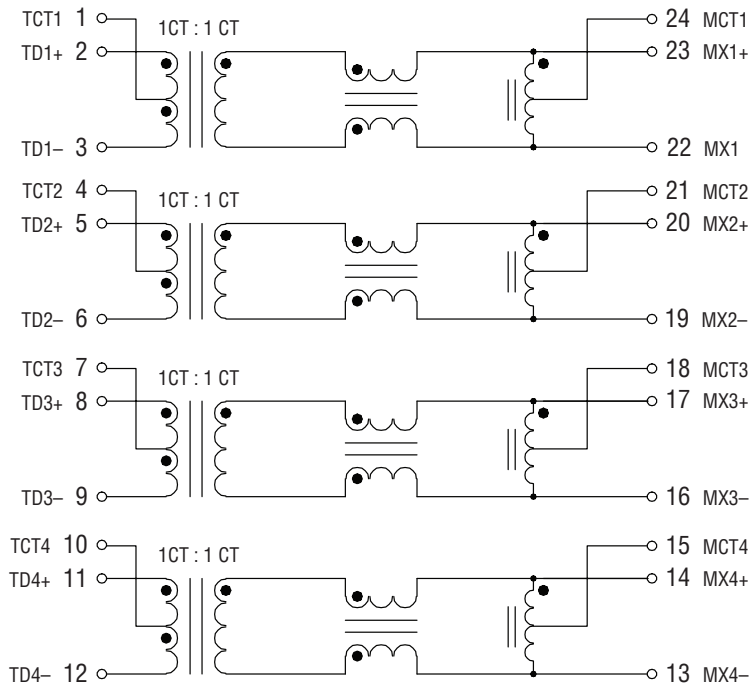 TCT1 1 24 MCT1
1CT : 1 CT
TD1+ 2 23 MX1+
TD1– 3 22 MX1
TCT2 4 21 MCT2
1CT : 1 CT
TD2+ 5 20 MX2+
TD2– 6 19 MX2–
TCT3 7 18 MCT3
1CT : 1 CT
TD3+ 8 17 MX3+
TD3– 9 16 MX3–
TCT4 10 15 MCT4
1CT : 1 CT
TD4+ 11 14 MX4+
TD4– 12 13 MX4–